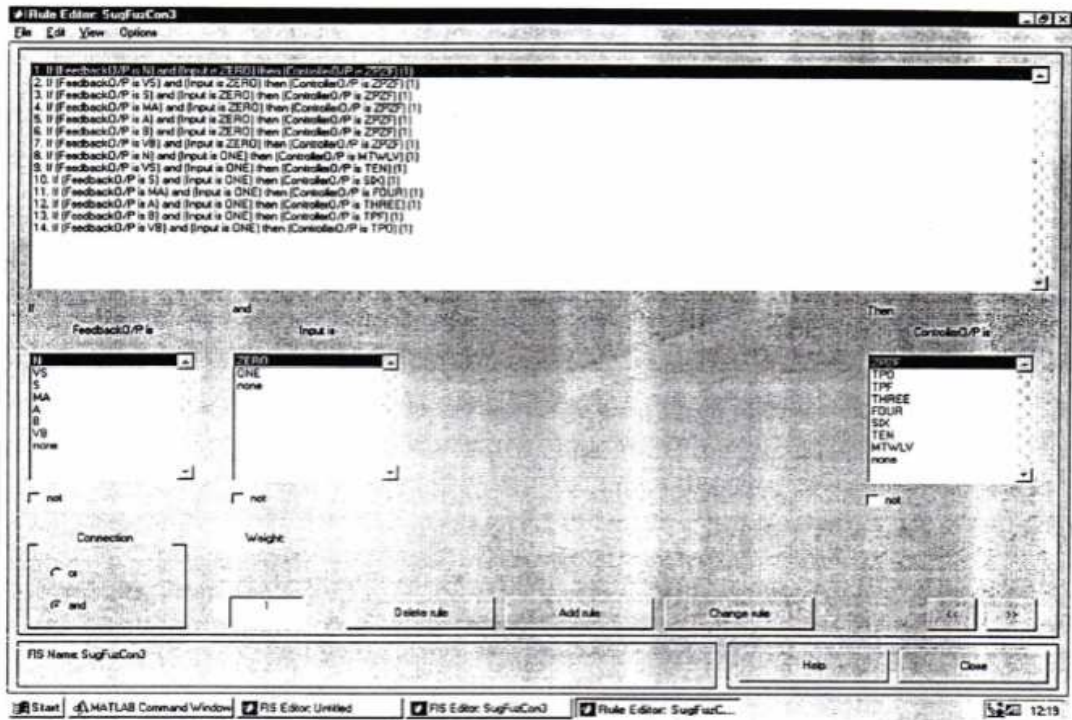 Rule Editor: SugFuzCon3
File Edit View Options
1. If (FeedbackO/P is N) and (Input is ZERO) then (ControllerO/P is ZPZF) (1)
2. If (FeedbackO/P is VS) and (Input is ZERO) then (ControllerO/P is ZPZF) (1)
3. If (FeedbackO/P is S) and (Input is ZERO) then (ControllerO/P is ZPZF) (1)
4. If (FeedbackO/P is MA) and (Input is ZERO) then (ControllerO/P is ZPZF) (1)
5. If (FeedbackO/P is A) and (Input is ZERO) then (ControllerO/P is ZPZF) (1)
6. If (FeedbackO/P is B) and (Input is ZERO) then (ControllerO/P is ZPZF) (1)
7. If (FeedbackO/P is VB) and (Input is ZERO) then (ControllerO/P is ZPZF) (1)
8. If (FeedbackO/P is N) and (Input is ONE) then (ControllerO/P is MTWLV) (1)
9. If (FeedbackO/P is VS) and (Input is ONE) then (ControllerO/P is TEN) (1)
10. If (FeedbackO/P is S) and (Input is ONE) then (ControllerO/P is SIX) (1)
11. If (FeedbackO/P is MA) and (Input is ONE) then (ControllerO/P is FOUR) (1)
12. If (FeedbackO/P is A) and (Input is ONE) then (ControllerO/P is THREE) (1)
13. If (FeedbackO/P is B) and (Input is ONE) then (ControllerO/P is TPF) (1)
14. If (FeedbackO/P is VB) and (Input is ONE) then (ControllerO/P is TPO) (1)
If
FeedbackO/P is
N
VS
S
MA
A
B
VB
none
not
and
Input is
ZERO
ONE
none
not
Then
ControllerO/P is
ZPZF
TPO
TPF
THREE
FOUR
SIX
TEN
MTWLV
none
not
Connection
or
and
Weight:
1
Delete rule
Add rule
Change rule
<<
>>
FIS Name: SugFuzCon3
Help
Close
Start
MATLAB Command Window
FIS Editor: Untitled
FIS Editor: SugFuzCon3
Rule Editor: SugFuzC...
12:19